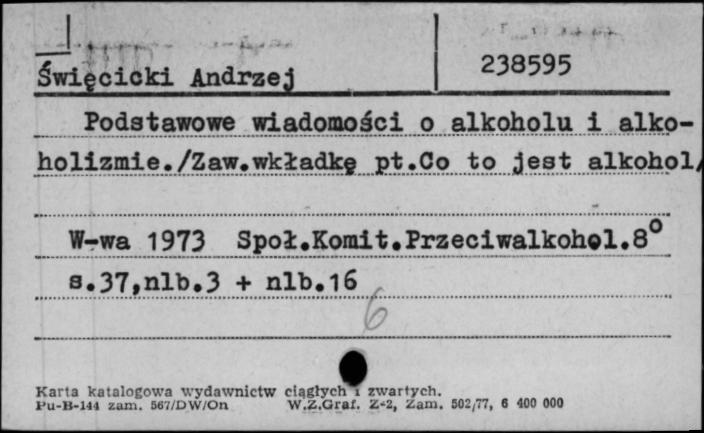 Święcicki Andrzej
238595
Podstawowe wiadomości o alkoholu i alko-
holizmie./Zaw.wkładkę pt.Co to jest alkohol/
W-wa 1973 Społ.Komit.Przeciwalkohol.8°
s.37,nlb.3 + nlb.16
6
Karta katalogowa wydawnictw ciągłych i zwartych.
Pu-B-144 zam. 567/DW/On W.Z.Graf. Z-2, Zam. 502/77, 6 400 000